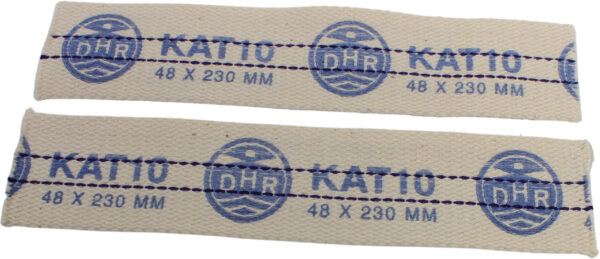 DHR KAT10 DHR KAT10
48 X 230 MM 48 X 230 MM
KAT10 DHR KAT10 DHR
48 X 230 MM 48 X 230 MM 4